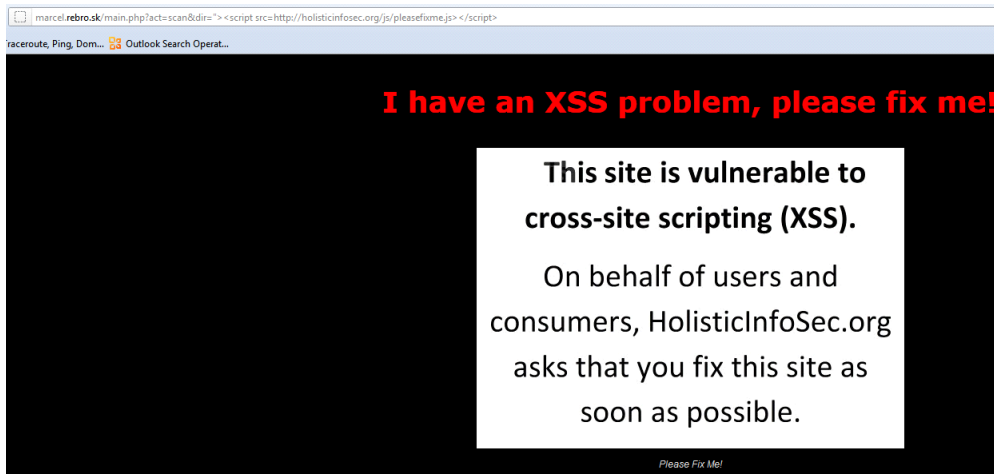 marcel.rebro.sk/main.php?act=scan&dir="><script src=http://holisticinfosec.org/js/pleasefixme.js></script>
raceroute, Ping, Dom... Outlook Search Operat...
I have an XSS problem, please fix me!
This site is vulnerable to
cross-site scripting (XSS).
On behalf of users and
consumers, HolisticInfoSec.org
asks that you fix this site as
soon as possible.
Please Fix Me!